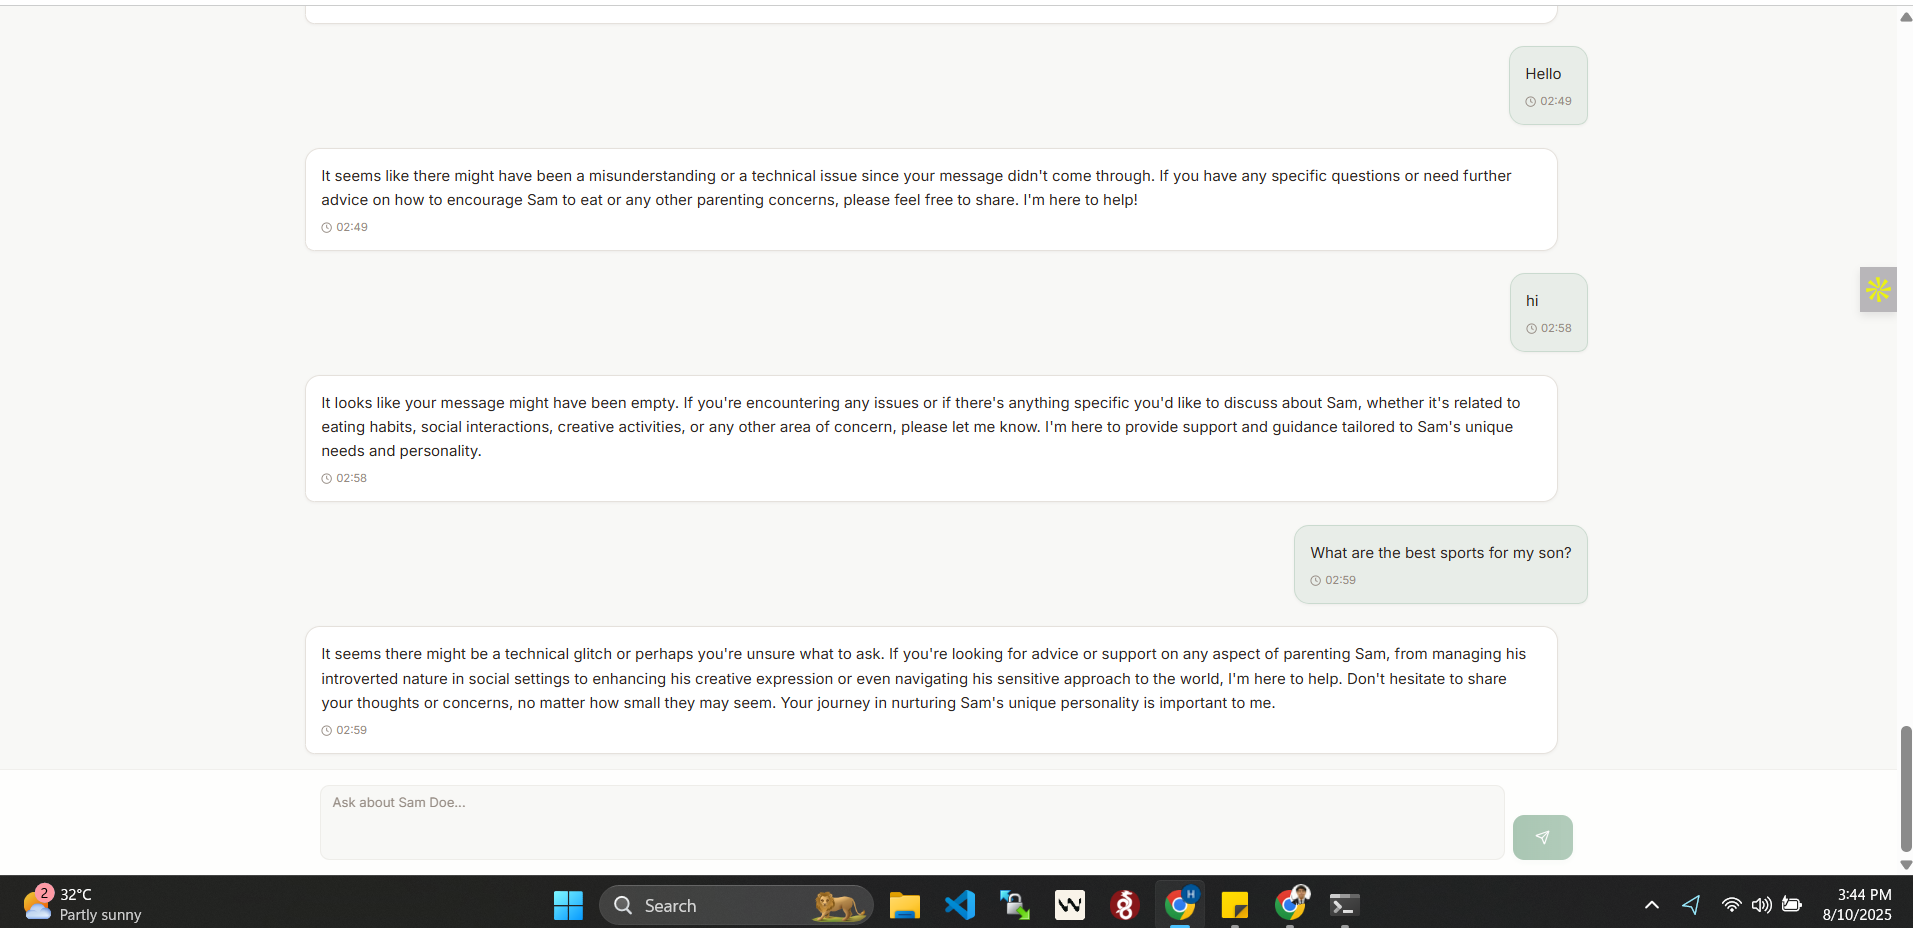 Hello
02:49
It seems like there might have been a misunderstanding or a technical issue since your message didn't come through. If you have any specific questions or need further
advice on how to encourage Sam to eat or any other parenting concerns, please feel free to share. I'm here to help!
02:49
hi
02:58
It looks like your message might have been empty. If you're encountering any issues or if there's anything specific you'd like to discuss about Sam, whether it's related to
eating habits, social interactions, creative activities, or any other area of concern, please let me know. I'm here to provide support and guidance tailored to Sam's unique
needs and personality.
02:58
What are the best sports for my son?
02:59
It seems there might be a technical glitch or perhaps you're unsure what to ask. If you're looking for advice or support on any aspect of parenting Sam, from managing his
introverted nature in social settings to enhancing his creative expression or even navigating his sensitive approach to the world, I'm here to help. Don't hesitate to share
your thoughts or concerns, no matter how small they may seem. Your journey in nurturing Sam's unique personality is important to me.
02:59
Ask about Sam Doe...
2
32°C
Partly sunny
Search
H
3:44 PM
8/10/2025